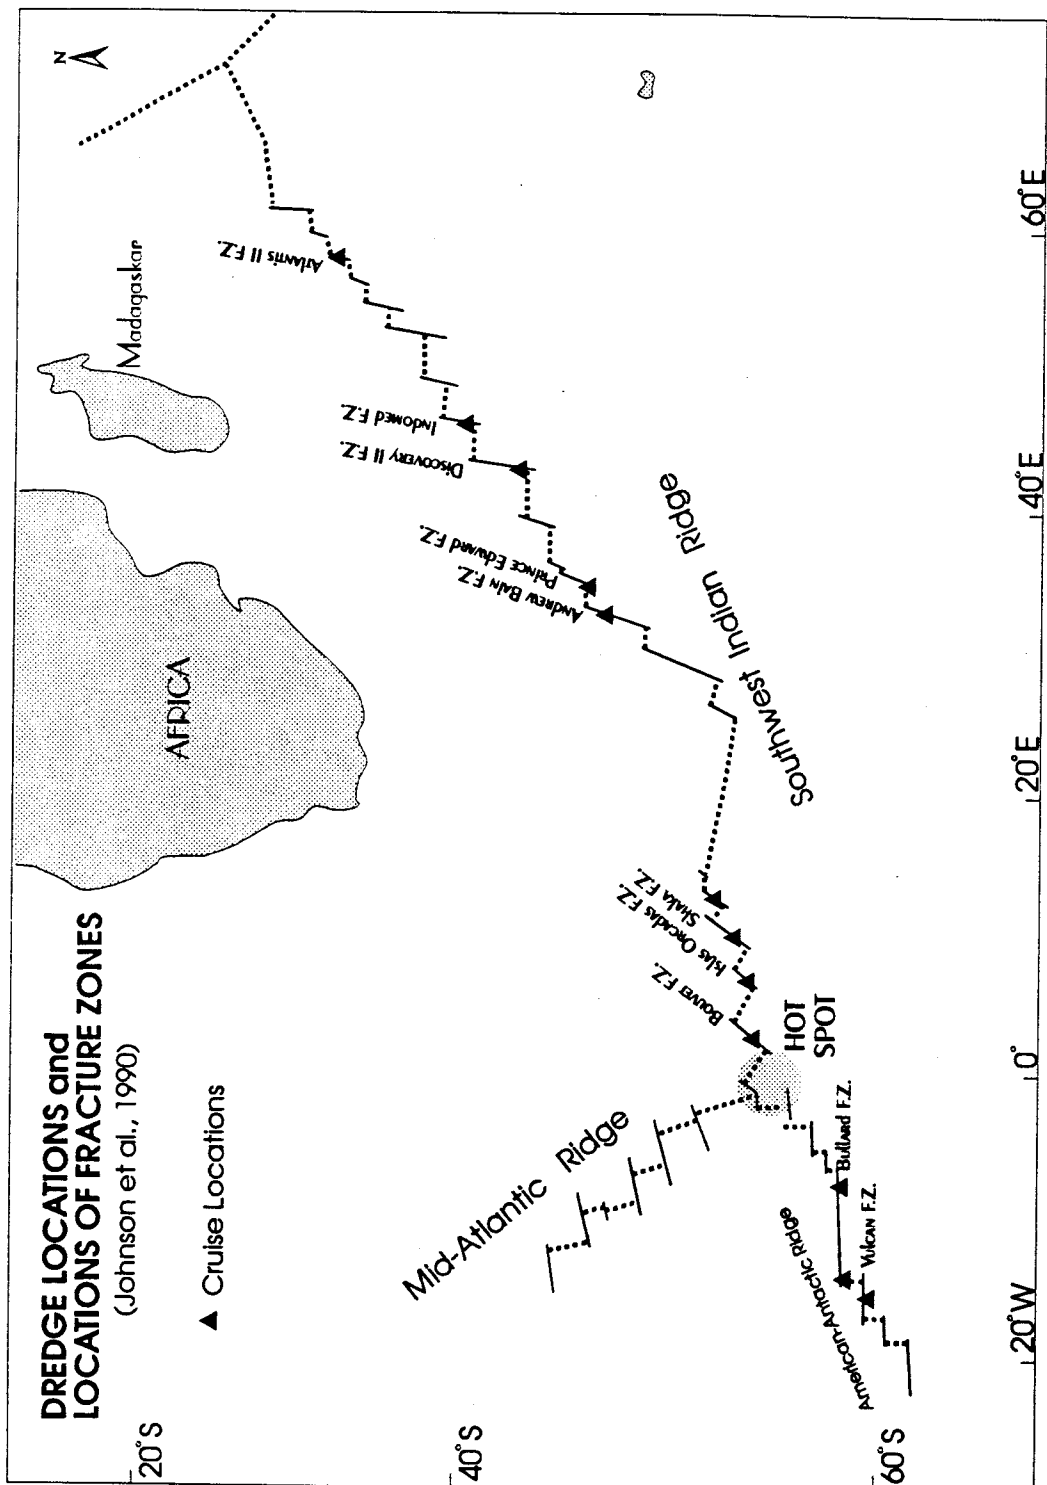 DREDGE LOCATIONS and
LOCATIONS OF FRACTURE ZONES
(Johnson et al., 1990)
▲ Cruise Locations
N
AFRICA
Madagaskar
Atlantis II F.Z.
Indomed F.Z.
Discovery II F.Z.
Prince Edward F.Z.
Andrew Bain F.Z.
Southwest Indian Ridge
Shaka F.Z.
Islas Orcadas F.Z.
Bouvet F.Z.
HOT
SPOT
Mid-Atlantic Ridge
Bullard F.Z.
Vulcan F.Z.
American-Antactic Ridge
20°S
40°S
60°S
20°W
0°
20°E
40°E
60°E